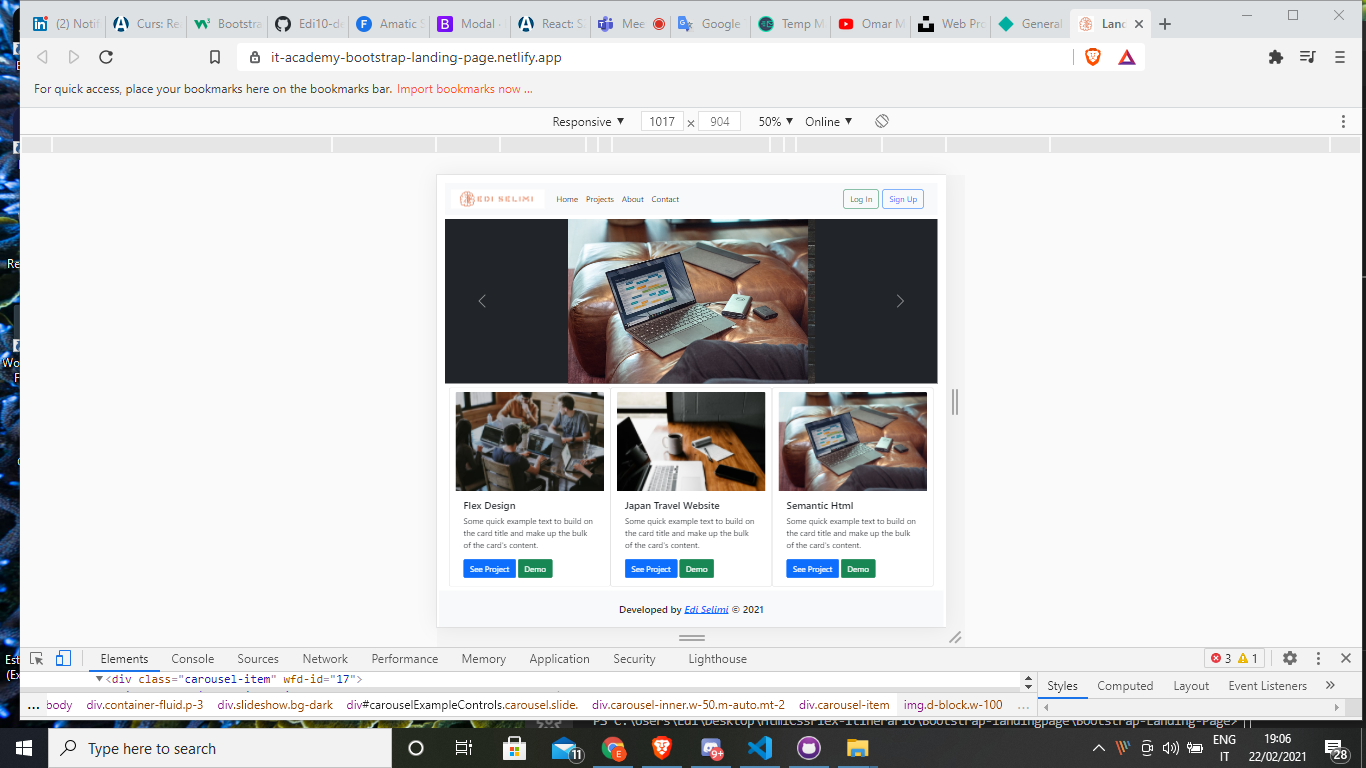 (2) Notif
Curs: Re
Bootstra
Edi10-d
Amatic S
Modal ·
React: S
Mee
Google
Temp M
Omar M
Web Pro
General
Land
it-academy-bootstrap-landing-page.netlify.app
For quick access, place your bookmarks here on the bookmarks bar. Import bookmarks now ...
Responsive ▼ 1017 x 904 50% ▼ Online ▼
EDI SELIMI Home Projects About Contact Log In Sign Up
Flex Design
Some quick example text to build on
the card title and make up the bulk
of the card's content.
See Project Demo
Japan Travel Website
Some quick example text to build on
the card title and make up the bulk
of the card's content.
See Project Demo
Semantic Html
Some quick example text to build on
the card title and make up the bulk
of the card's content.
See Project Demo
Developed by Edi Selimi © 2021
Elements Console Sources Network Performance Memory Application Security Lighthouse 3 1
<div class="carousel-item" wfd-id="17">
Styles Computed Layout Event Listeners »
... body div.container-fluid.p-3 div.slideshow.bg-dark div#carouselExampleControls.carousel.slide. div.carousel-inner.w-50.m-auto.mt-2 div.carousel-item img.d-block.w-100 ...
PS C:\Users\Edi\Desktop\HtmlCssFlex-Itinerario\Bootstrap-landingpage\Bootstrap-Landing-Page>
Type here to search
11
E
9+
ENG
IT
19:06
22/02/2021
28